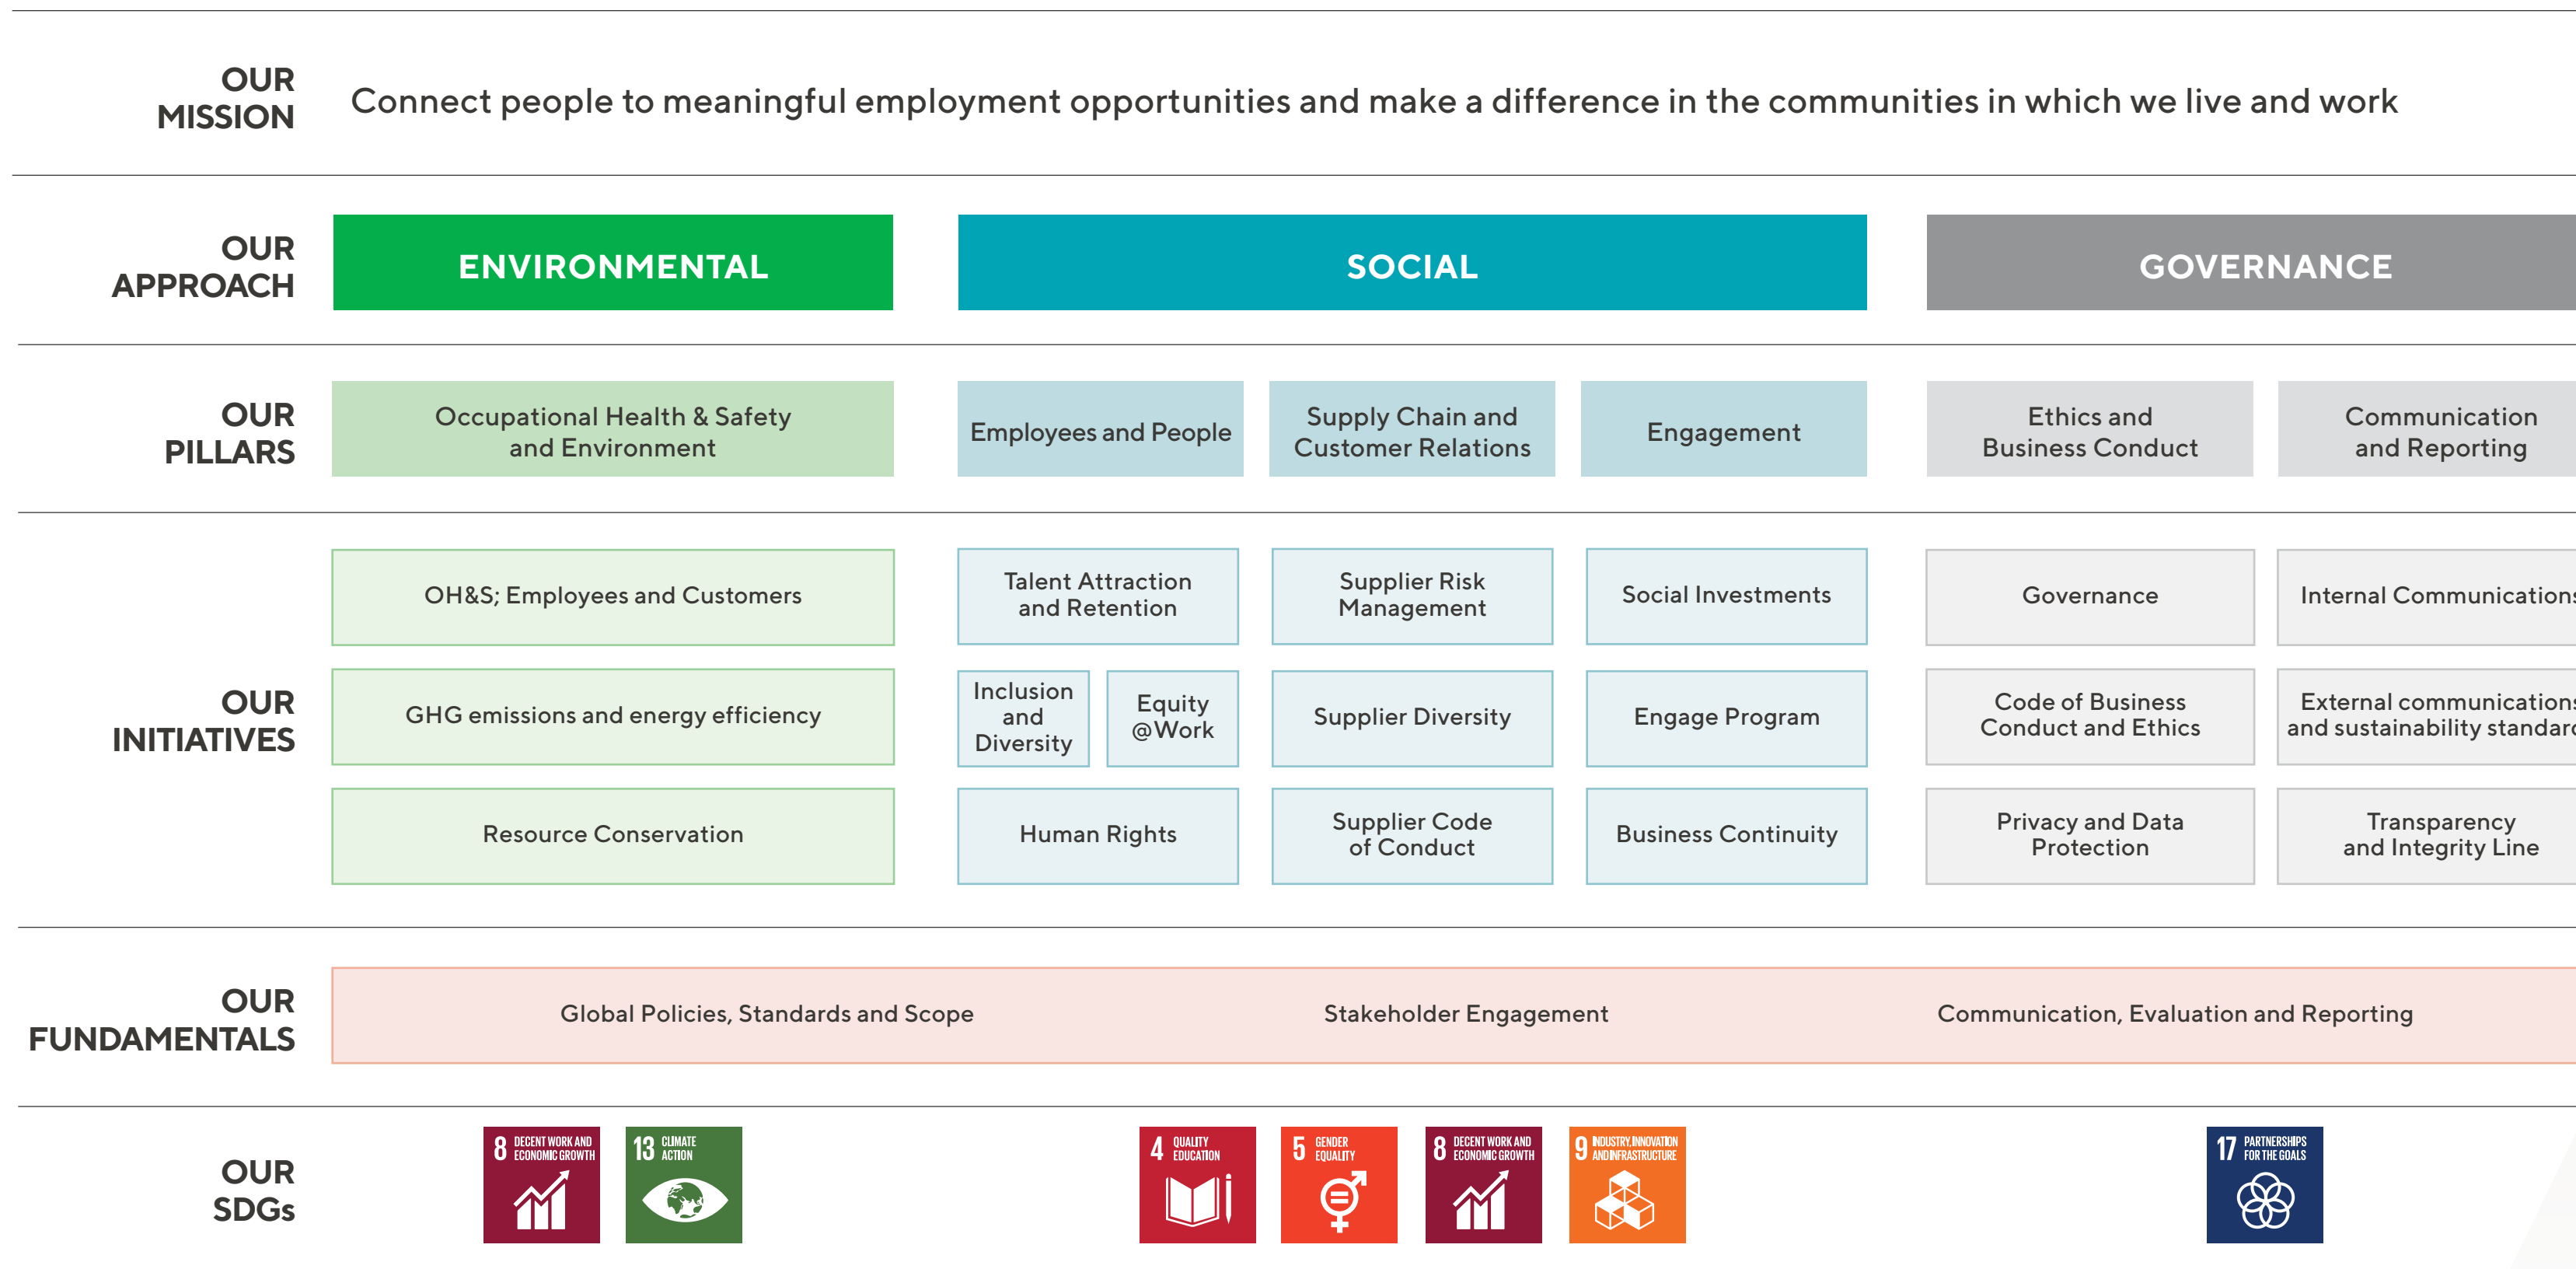 OUR
MISSION
Connect people to meaningful employment opportunities and make a difference in the communities in which we live and work
OUR
APPROACH
ENVIRONMENTAL
SOCIAL
GOVERNANCE
OUR
PILLARS
Occupational Health & Safety
and Environment
Employees and People
Supply Chain and
Customer Relations
Engagement
Ethics and
Business Conduct
Communication
and Reporting
OUR
INITIATIVES
OH&S; Employees and Customers
Talent Attraction
and Retention
Supplier Risk
Management
Social Investments
Governance
Internal Communications
GHG emissions and energy efficiency
Inclusion
and
Diversity
Equity
@Work
Supplier Diversity
Engage Program
Code of Business
Conduct and Ethics
External communications
and sustainability standard
Resource Conservation
Human Rights
Supplier Code
of Conduct
Business Continuity
Privacy and Data
Protection
Transparency
and Integrity Line
OUR
FUNDAMENTALS
Global Policies, Standards and Scope
Stakeholder Engagement
Communication, Evaluation and Reporting
OUR
SDGs
8 DECENT WORK AND
ECONOMIC GROWTH
13 CLIMATE
ACTION
4 QUALITY
EDUCATION
5 GENDER
EQUALITY
8 DECENT WORK AND
ECONOMIC GROWTH
9 INDUSTRY, INNOVATION
AND INFRASTRUCTURE
17 PARTNERSHIPS
FOR THE GOALS